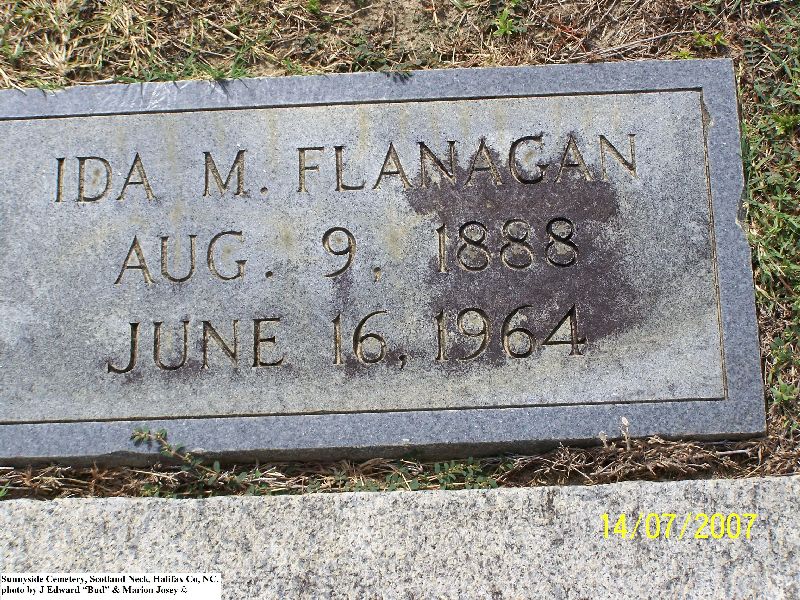 IDA M. FLANAGAN
AUG. 9, 1888
JUNE 16, 1964
14/07/2007
Sunnyside Cemetery, Scotland Neck, Halifax Co, NC.
photo by J Edward “Bud” & Marion Josey ©